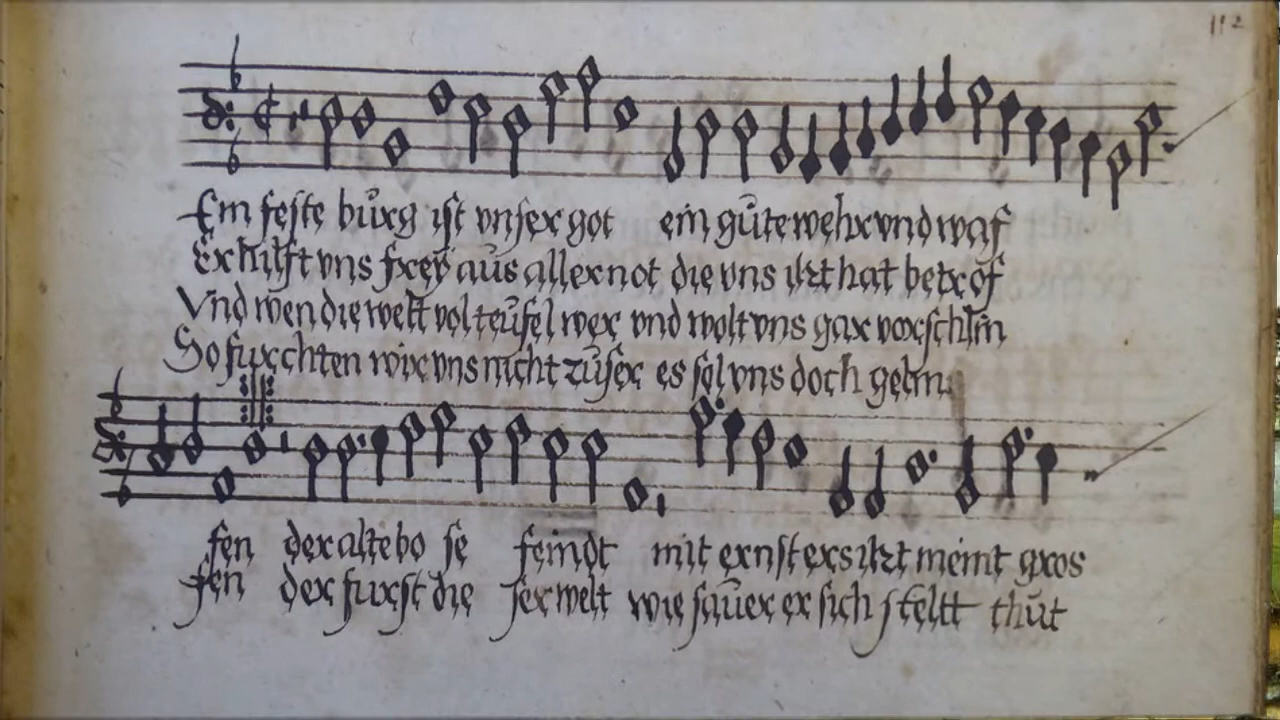 112
Ein feste burg ist vnser got ein gute wehr vnd waf
Er hilft vns frey aus aller not die vns itzt hat betrof
Vnd wen die welt vol teufel wer vnd wolt vns gar vorschlin
So furchten wir vns nicht zu ser es sol vns doch gelin
fen der alte bo se feindt mit ernst ers itzt meint gros
fen der furst die ser welt wie sauer er sich steltt thut